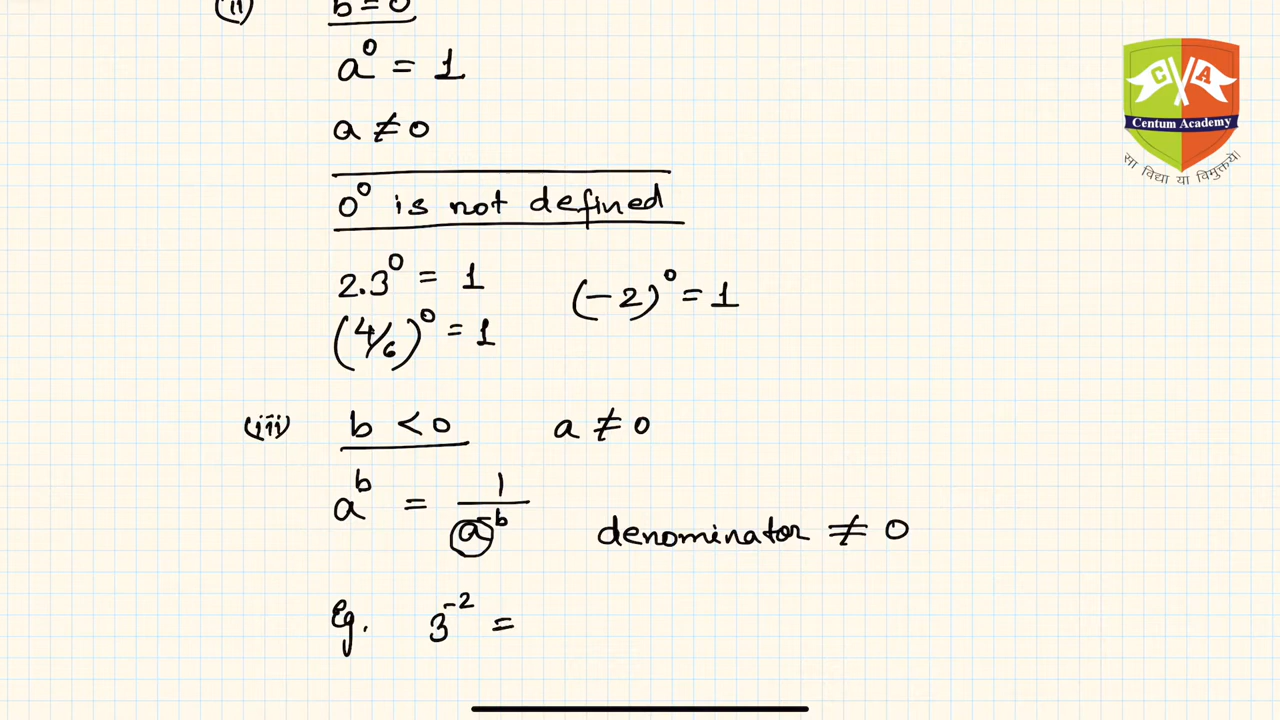 (ii) b = 0
a⁰ = 1
a ≠ 0
0⁰ is not defined
2.3⁰ = 1 (-2)⁰ = 1
(4/6)⁰ = 1
(iii) b < 0 a ≠ 0
aᵇ = 1/a⁻ᵇ denominator ≠ 0
Eg. 3⁻² =
C A
Centum Academy
सा विद्या या विमुक्तये।